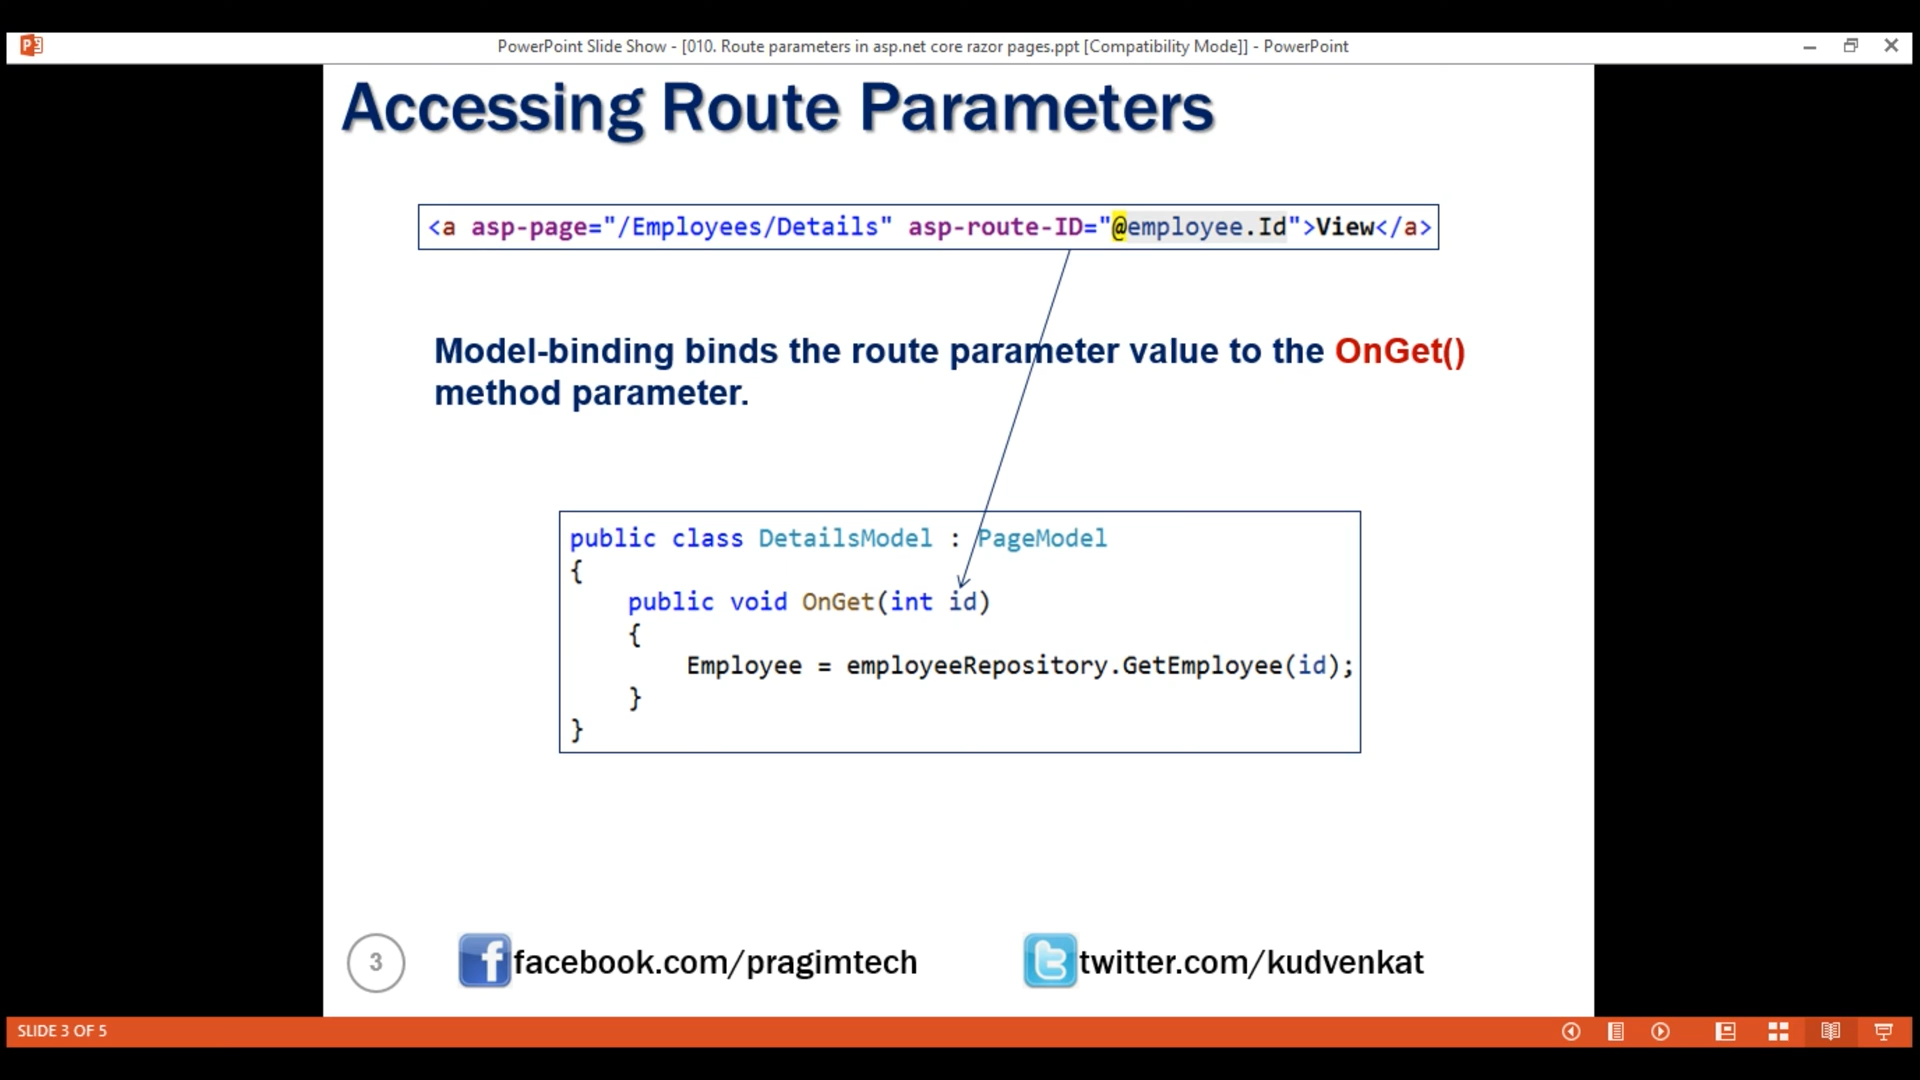 PowerPoint Slide Show - [010. Route parameters in asp.net core razor pages.ppt [Compatibility Mode]] - PowerPoint
Accessing Route Parameters
<a asp-page="/Employees/Details" asp-route-ID="@employee.Id">View</a>
Model-binding binds the route parameter value to the OnGet()
method parameter.
public class DetailsModel : PageModel
{
    public void OnGet(int id)
    {
        Employee = employeeRepository.GetEmployee(id);
    }
}
3
facebook.com/pragimtech
twitter.com/kudvenkat
SLIDE 3 OF 5